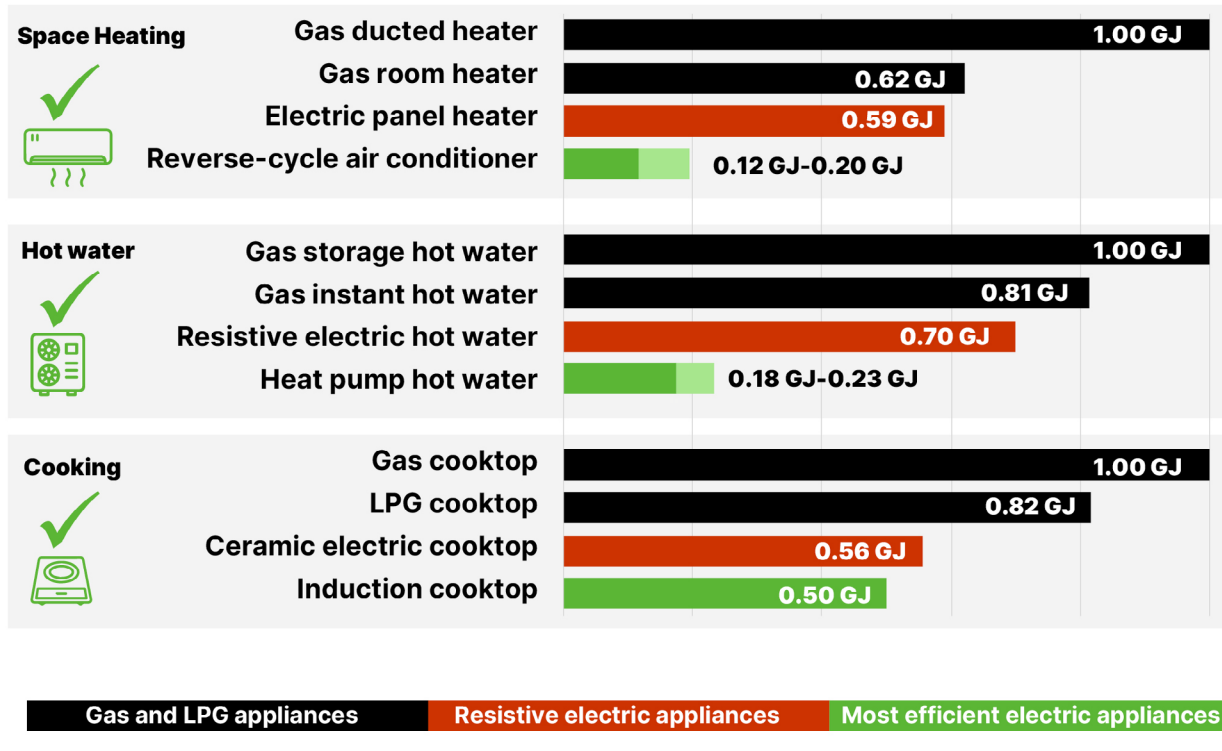 Space Heating
Gas ducted heater
1.00 GJ
Gas room heater
0.62 GJ
Electric panel heater
0.59 GJ
Reverse-cycle air conditioner
0.12 GJ-0.20 GJ
Hot water
Gas storage hot water
1.00 GJ
Gas instant hot water
0.81 GJ
Resistive electric hot water
0.70 GJ
Heat pump hot water
0.18 GJ-0.23 GJ
Cooking
Gas cooktop
1.00 GJ
LPG cooktop
0.82 GJ
Ceramic electric cooktop
0.56 GJ
Induction cooktop
0.50 GJ
Gas and LPG appliances
Resistive electric appliances
Most efficient electric appliances